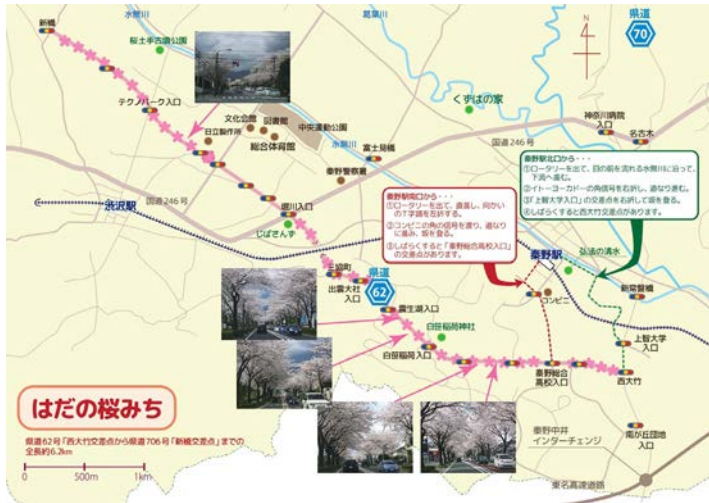 新橋
水無川
桜土手古墳公園
葛葉川
N
県道
70
テクノパーク入口
文化会館
図書館
日立製作所
総合体育館
中央運動公園
水無川
くずはの家
神奈川病院
入口
名古木
国道246号
富士見橋
秦野警察署
渋沢駅
国道246号
堀川入口
じばさんず
秦野駅南口から・・・
①ロータリーを出て、直進し、向かい
のT字路を左折する。
②コンビニの角の信号を渡り、道なり
に進み、坂を登る。
③しばらくすると「秦野総合高校入口」
の交差点があります。
秦野駅北口から・・・
①ロータリーを出て、目の前を流れる水無川に沿って、
下流へ進む。
②イトーヨーカドーの角信号を右折し、道なり進む。
③「上智大学入口」の交差点を右折して坂を登る。
④しばらくすると西大竹交差点があります。
秦野駅
弘法の清水
コンビニ
新常盤橋
三屋町
出雲大社
入口
県道
62
震生湖入口
白笹稲荷神社
白笹稲荷入口
上智大学
入口
秦野総合
高校入口
西大竹
はだの桜みち
県道62号「西大竹交差点から県道706号「新橋交差点」までの
全長約6.2km
0
500m
1km
秦野中井
インターチェンジ
南が丘団地
入口
東名高速道路